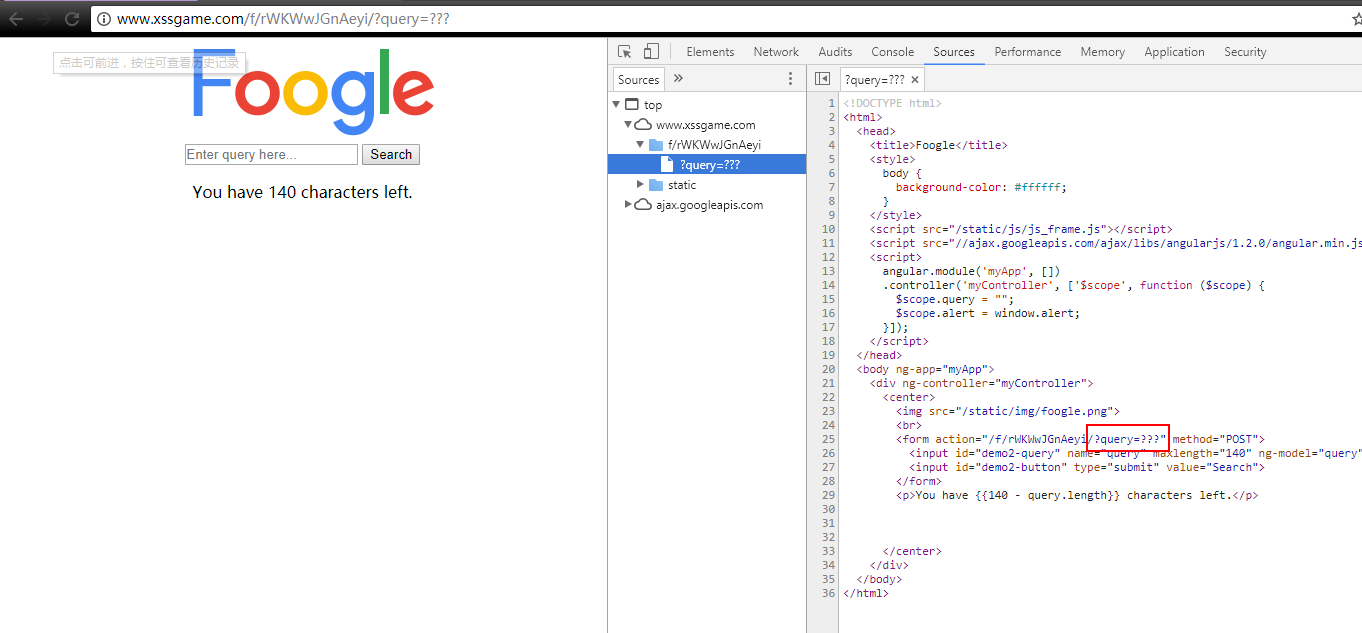 www.xssgame.com/f/rWKWwJGnAeyi/?query=???
点击可前进，按住可查看历史记录
Foogle
Enter query here...
Search
You have 140 characters left.
Elements Network Audits Console Sources Performance Memory Application Security
Sources »
?query=??? ×
top
www.xssgame.com
f/rWKWwJGnAeyi
?query=???
static
ajax.googleapis.com
1 <!DOCTYPE html>
2 <html>
3 <head>
4 <title>Foogle</title>
5 <style>
6 body {
7 background-color: #ffffff;
8 }
9 </style>
10 <script src="/static/js/js_frame.js"></script>
11 <script src="//ajax.googleapis.com/ajax/libs/angularjs/1.2.0/angular.min.js
12 <script>
13 angular.module('myApp', [])
14 .controller('myController', ['$scope', function ($scope) {
15 $scope.query = "";
16 $scope.alert = window.alert;
17 }]);
18 </script>
19 </head>
20 <body ng-app="myApp">
21 <div ng-controller="myController">
22 <center>
23 <img src="/static/img/foogle.png">
24 <br>
25 <form action="/f/rWKWwJGnAeyi/?query=???" method="POST">
26 <input id="demo2-query" name="query" maxlength="140" ng-model="query"
27 <input id="demo2-button" type="submit" value="Search">
28 </form>
29 <p>You have {{140 - query.length}} characters left.</p>
30
31
32
33 </center>
34 </div>
35 </body>
36 </html>